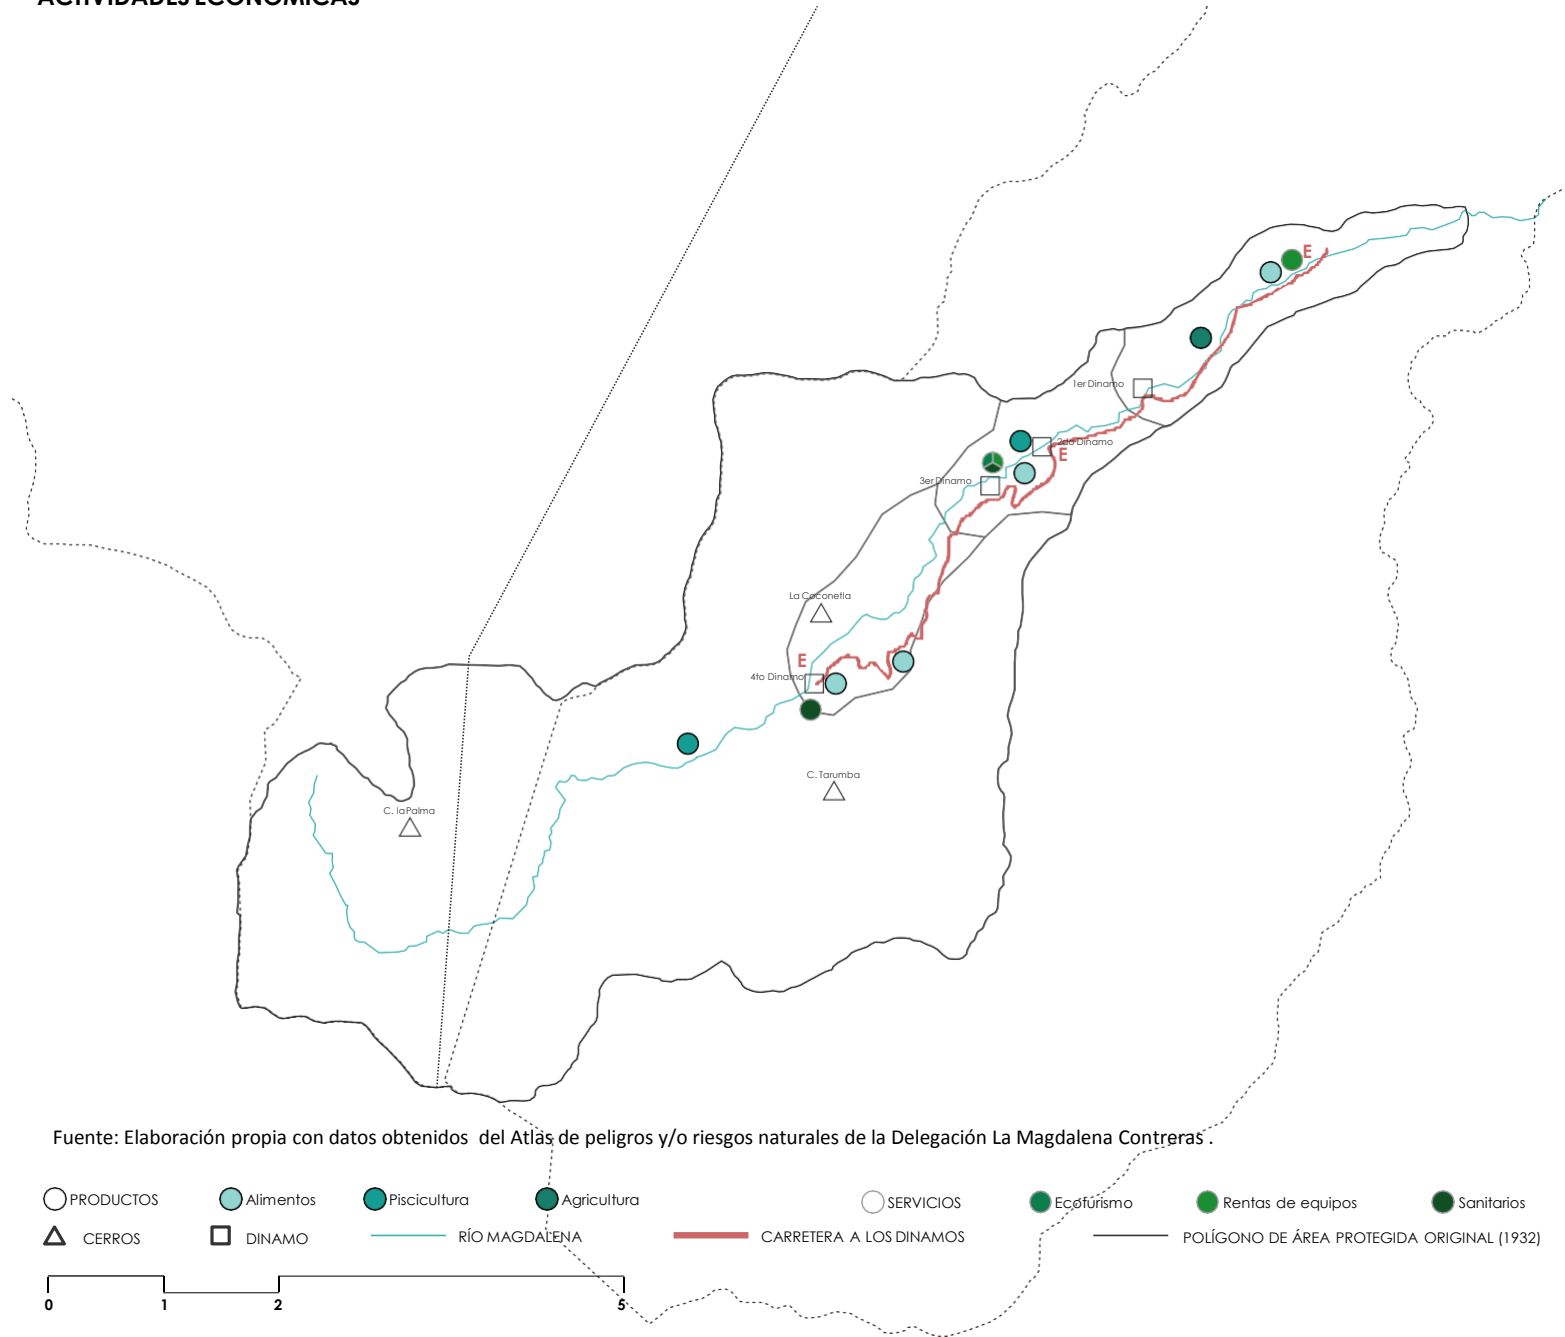 ACTIVIDADES ECONÓMICAS
E
1er Dinamo
2do Dinamo
E
3er Dinamo
La Coconetla
E
4to Dinamo
C. Tarumba
C. la Palma
Fuente: Elaboración propia con datos obtenidos del Atlas de peligros y/o riesgos naturales de la Delegación La Magdalena Contreras .
PRODUCTOS Alimentos Piscicultura Agricultura SERVICIOS Ecoturismo Rentas de equipos Sanitarios
CERROS DINAMO RÍO MAGDALENA CARRETERA A LOS DINAMOS POLÍGONO DE ÁREA PROTEGIDA ORIGINAL (1932)
0 1 2 5